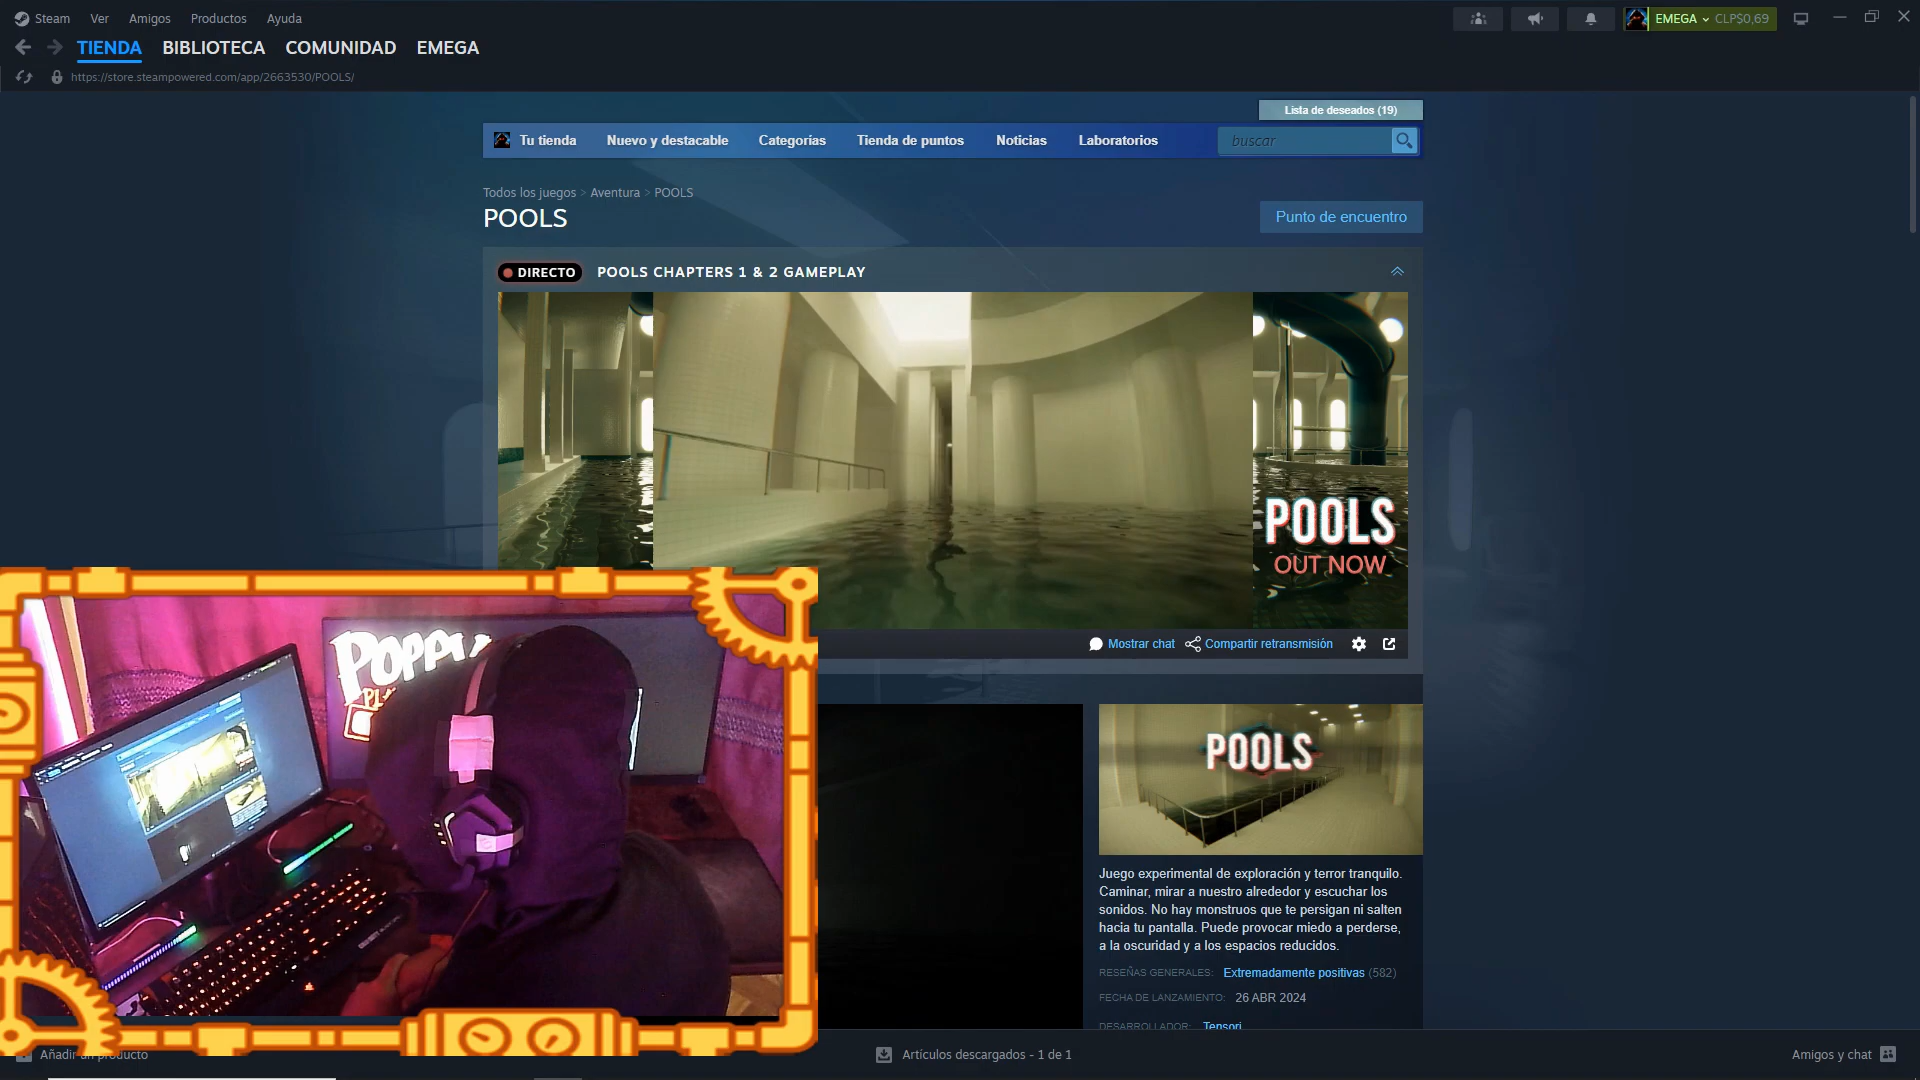 Steam Ver Amigos Productos Ayuda
EMEGA CLP$0,69
TIENDA BIBLIOTECA COMUNIDAD EMEGA
https://store.steampowered.com/app/2663530/POOLS/
Lista de deseados (19)
Tu tienda Nuevo y destacable Categorías Tienda de puntos Noticias Laboratorios buscar
Todos los juegos > Aventura > POOLS
POOLS
Punto de encuentro
DIRECTO POOLS CHAPTERS 1 & 2 GAMEPLAY
POOLS
OUT NOW
Mostrar chat Compartir retransmisión
POPPY
POOLS
Juego experimental de exploración y terror tranquilo.
Caminar, mirar a nuestro alrededor y escuchar los
sonidos. No hay monstruos que te persigan ni salten
hacia tu pantalla. Puede provocar miedo a perderse,
a la oscuridad y a los espacios reducidos.
RESEÑAS GENERALES: Extremadamente positivas (582)
FECHA DE LANZAMIENTO: 26 ABR 2024
DESARROLLADOR: Tensori
Añadir un producto
Artículos descargados - 1 de 1
Amigos y chat